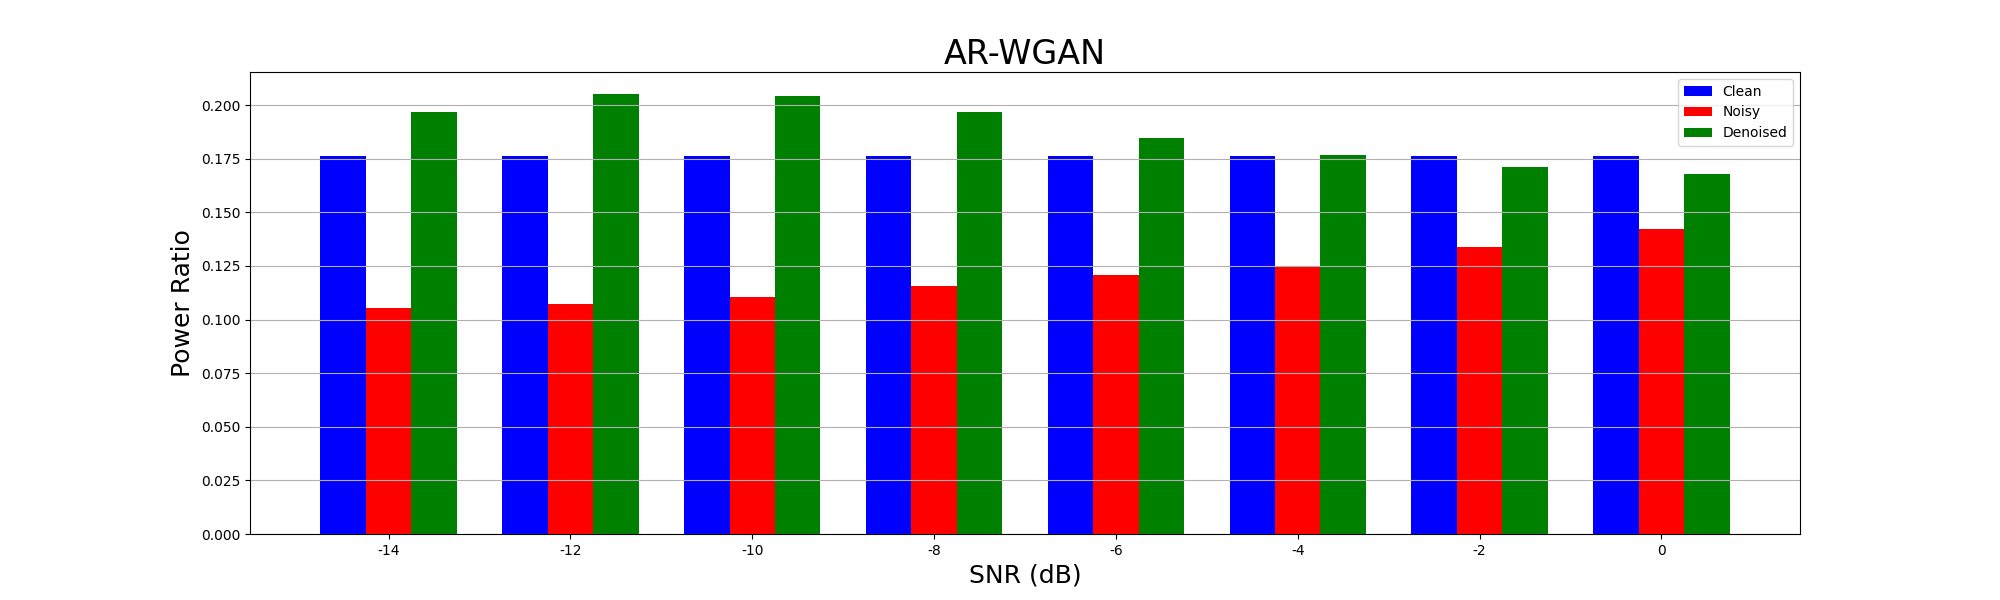 AR-WGAN
Clean
Noisy
Denoised
Power Ratio
0.200
0.175
0.150
0.125
0.100
0.075
0.050
0.025
0.000
-14 -12 -10 -8 -6 -4 -2 0
SNR (dB)